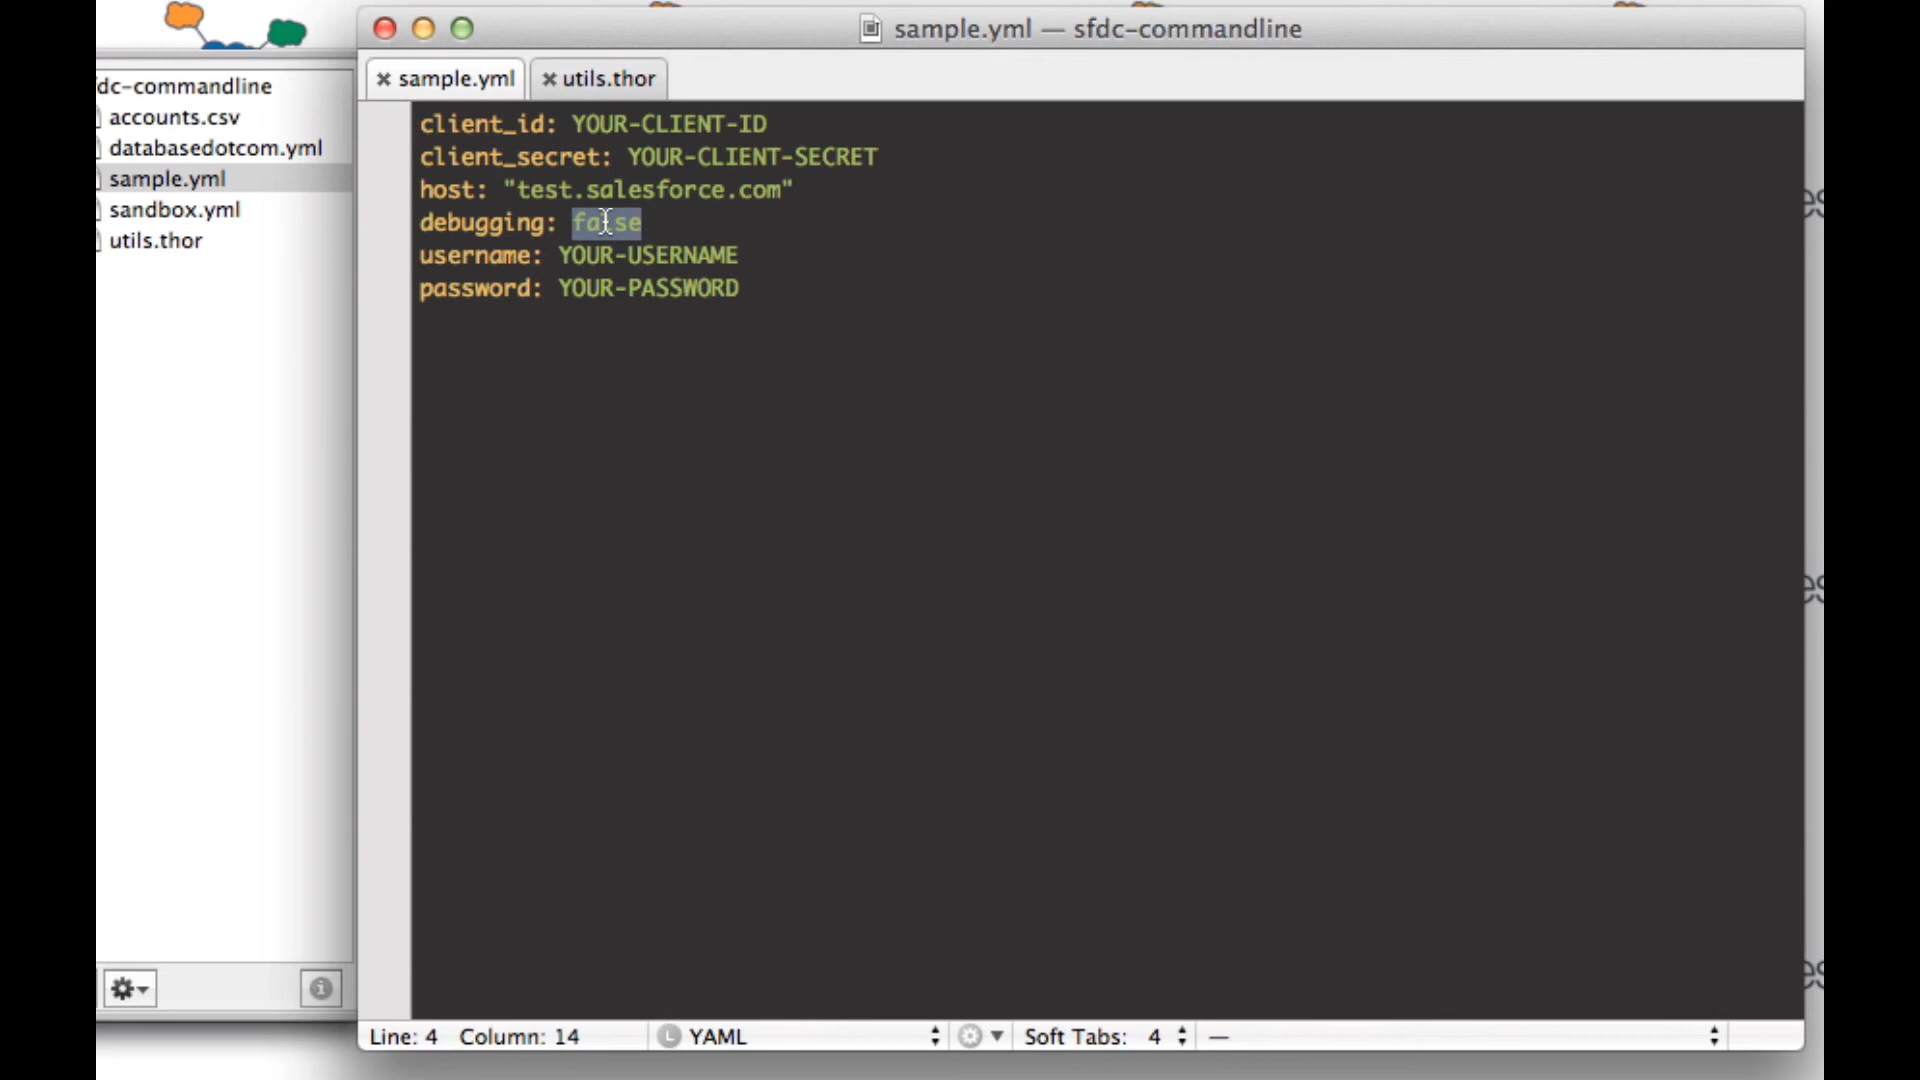 sample.yml — sfdc-commandline
sample.yml
utils.thor
dc-commandline
accounts.csv
databasedotcom.yml
sample.yml
sandbox.yml
utils.thor
client_id: YOUR-CLIENT-ID
client_secret: YOUR-CLIENT-SECRET
host: "test.salesforce.com"
debugging: false
username: YOUR-USERNAME
password: YOUR-PASSWORD
Line: 4 Column: 14
L YAML
Soft Tabs: 4
—